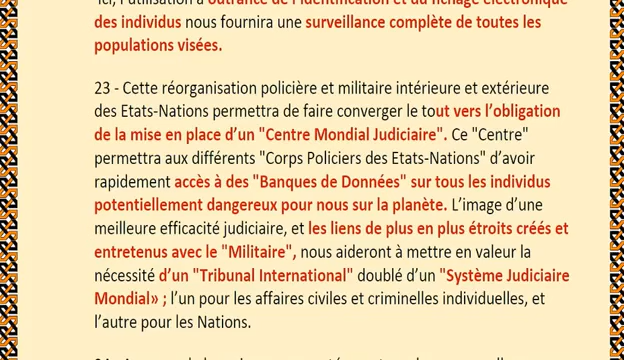 Ici, l'utilisation à outrance de l'identification et du fichage électronique
des individus nous fournira une surveillance complète de toutes les
populations visées.
23 - Cette réorganisation policière et militaire intérieure et extérieure
des Etats-Nations permettra de faire converger le tout vers l'obligation
de la mise en place d'un "Centre Mondial Judiciaire". Ce "Centre"
permettra aux différents "Corps Policiers des Etats-Nations" d'avoir
rapidement accès à des "Banques de Données" sur tous les individus
potentiellement dangereux pour nous sur la planète. L'image d'une
meilleure efficacité judiciaire, et les liens de plus en plus étroits créés et
entretenus avec le "Militaire", nous aideront à mettre en valeur la
nécessité d'un "Tribunal International" doublé d'un "Système Judiciaire
Mondial» ; l'un pour les affaires civiles et criminelles individuelles, et
l'autre pour les Nations.